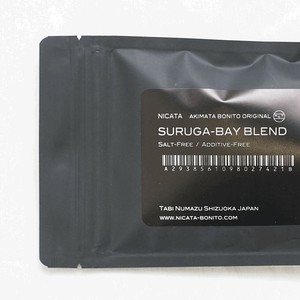 NICATA AKIMATA BONITO ORIGINAL
SURUGA-BAY BLEND
SALT-FREE / ADDITIVE-FREE
A29385610980274218
TABI NUMAZU SHIZUOKA JAPAN
WWW.NICATA-BONITO.COM